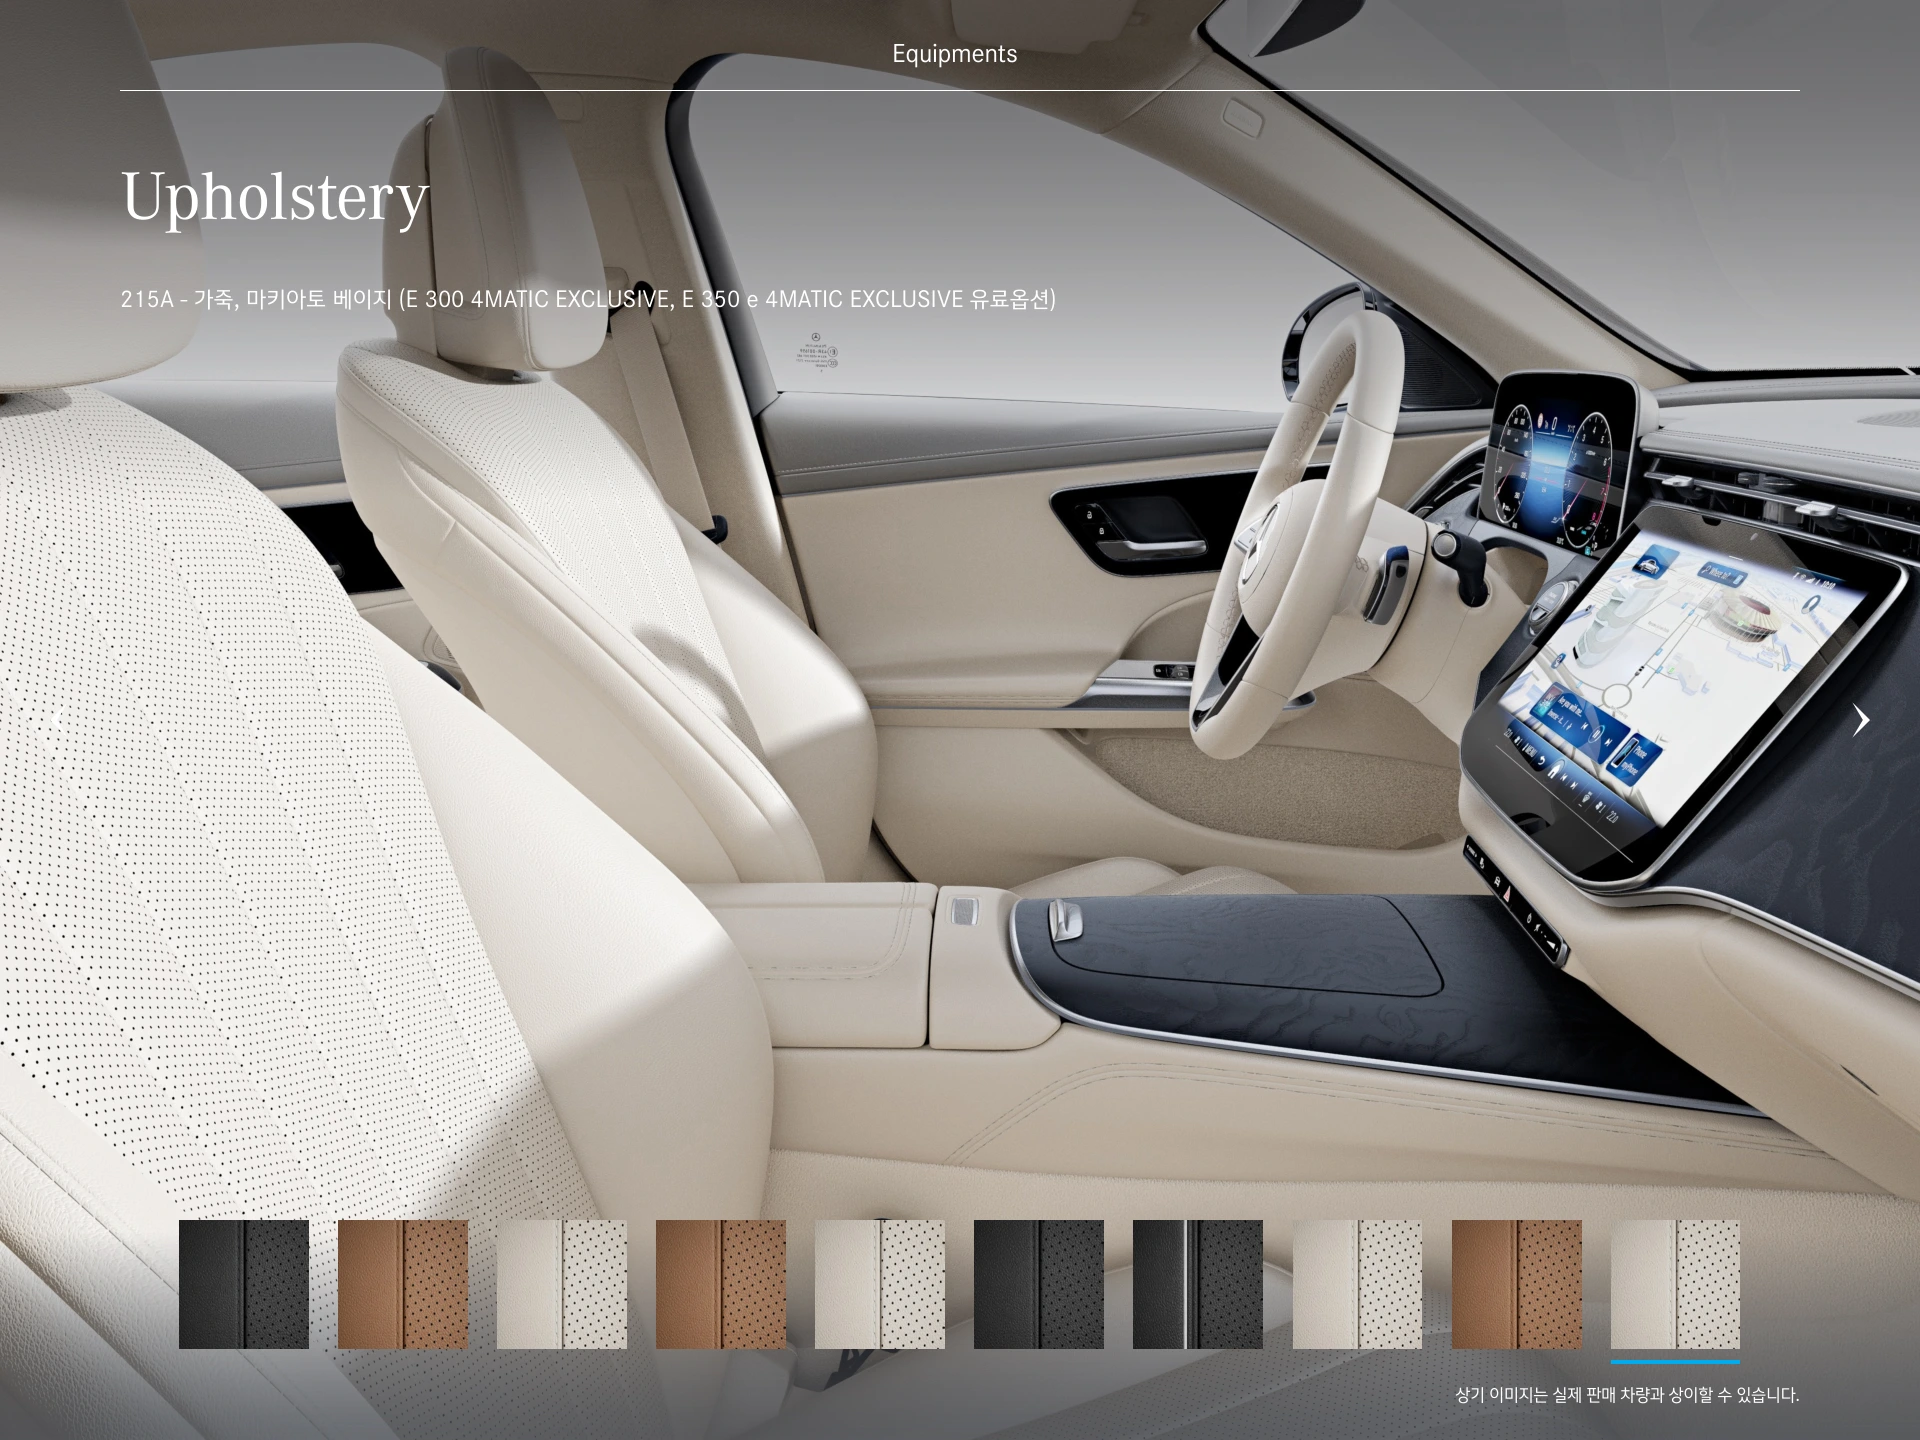 Equipments
Upholstery
215A - 가죽, 마키아토 베이지 (E 300 4MATIC EXCLUSIVE, E 350 e 4MATIC EXCLUSIVE 유료옵션)
상기 이미지는 실제 판매 차량과 상이할 수 있습니다.